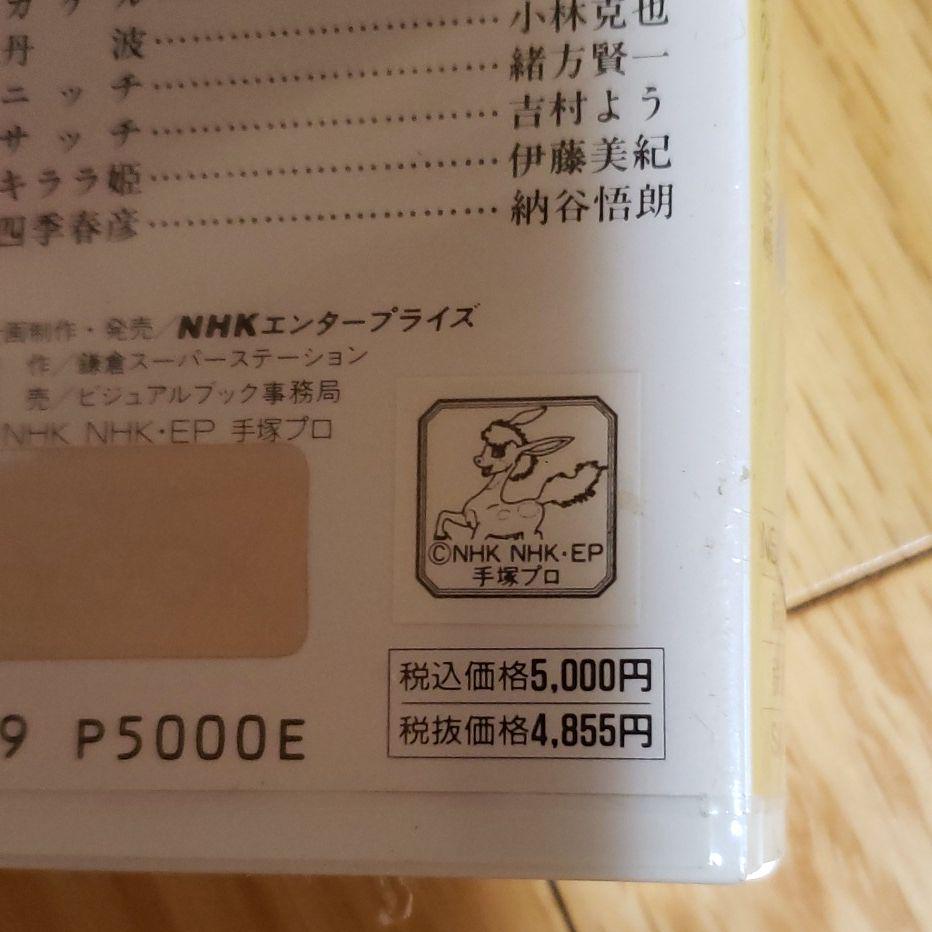 小林克也
丹波……………………緒方賢一
ニッチ……………………吉村よう
サッチ……………………伊藤美紀
キララ姫……………………納谷悟朗
四季春彦……………………
画制作・発売/NHKエンタープライズ
作/鎌倉スーパーステーション
売/ビジュアルブック事務局
NHK NHK・EP 手塚プロ
©NHK NHK・EP
手塚プロ
税込価格5,000円
税抜価格4,855円
9 P5000E